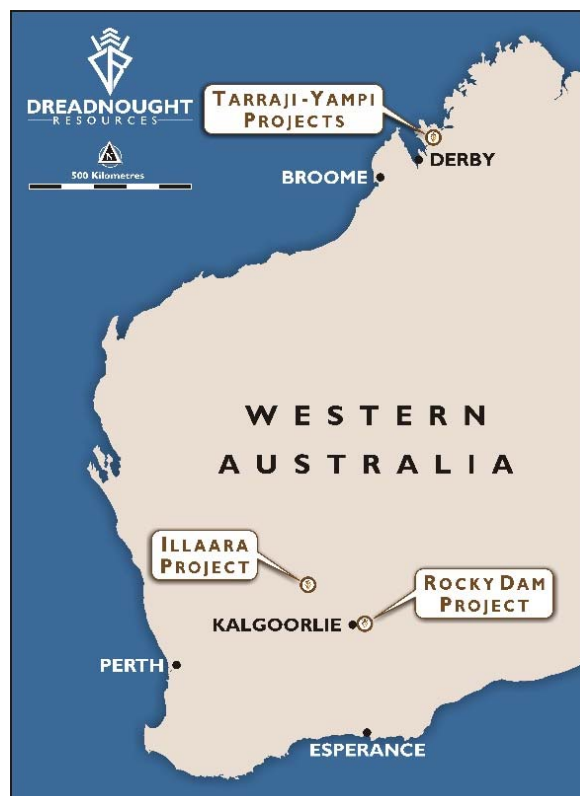 DREADNOUGHT
RESOURCES
N
500 Kilometres
TARRAJI-YAMPI
PROJECTS
DERBY
BROOME
WESTERN
AUSTRALIA
ILLAARA
PROJECT
ROCKY DAM
PROJECT
KALGOORLIE
PERTH
ESPERANCE